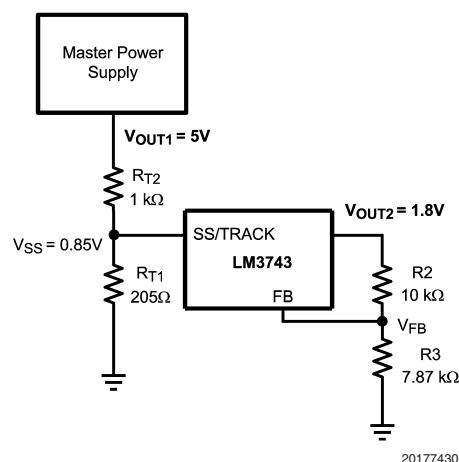 Master Power
Supply
VOUT1 = 5V
RT2
1 kΩ
VOUT2 = 1.8V
SS/TRACK
VSS = 0.85V
LM3743
RT1
205Ω
FB
R2
10 kΩ
VFB
R3
7.87 kΩ
20177430